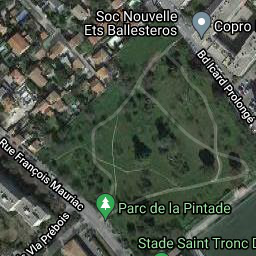 Soc Nouvelle
Ets Ballesteros
Copro
Bd Icard Prolongé
Rue François Mauriac
Vla Prébois
Parc de la Pintade
Stade Saint Tronc D